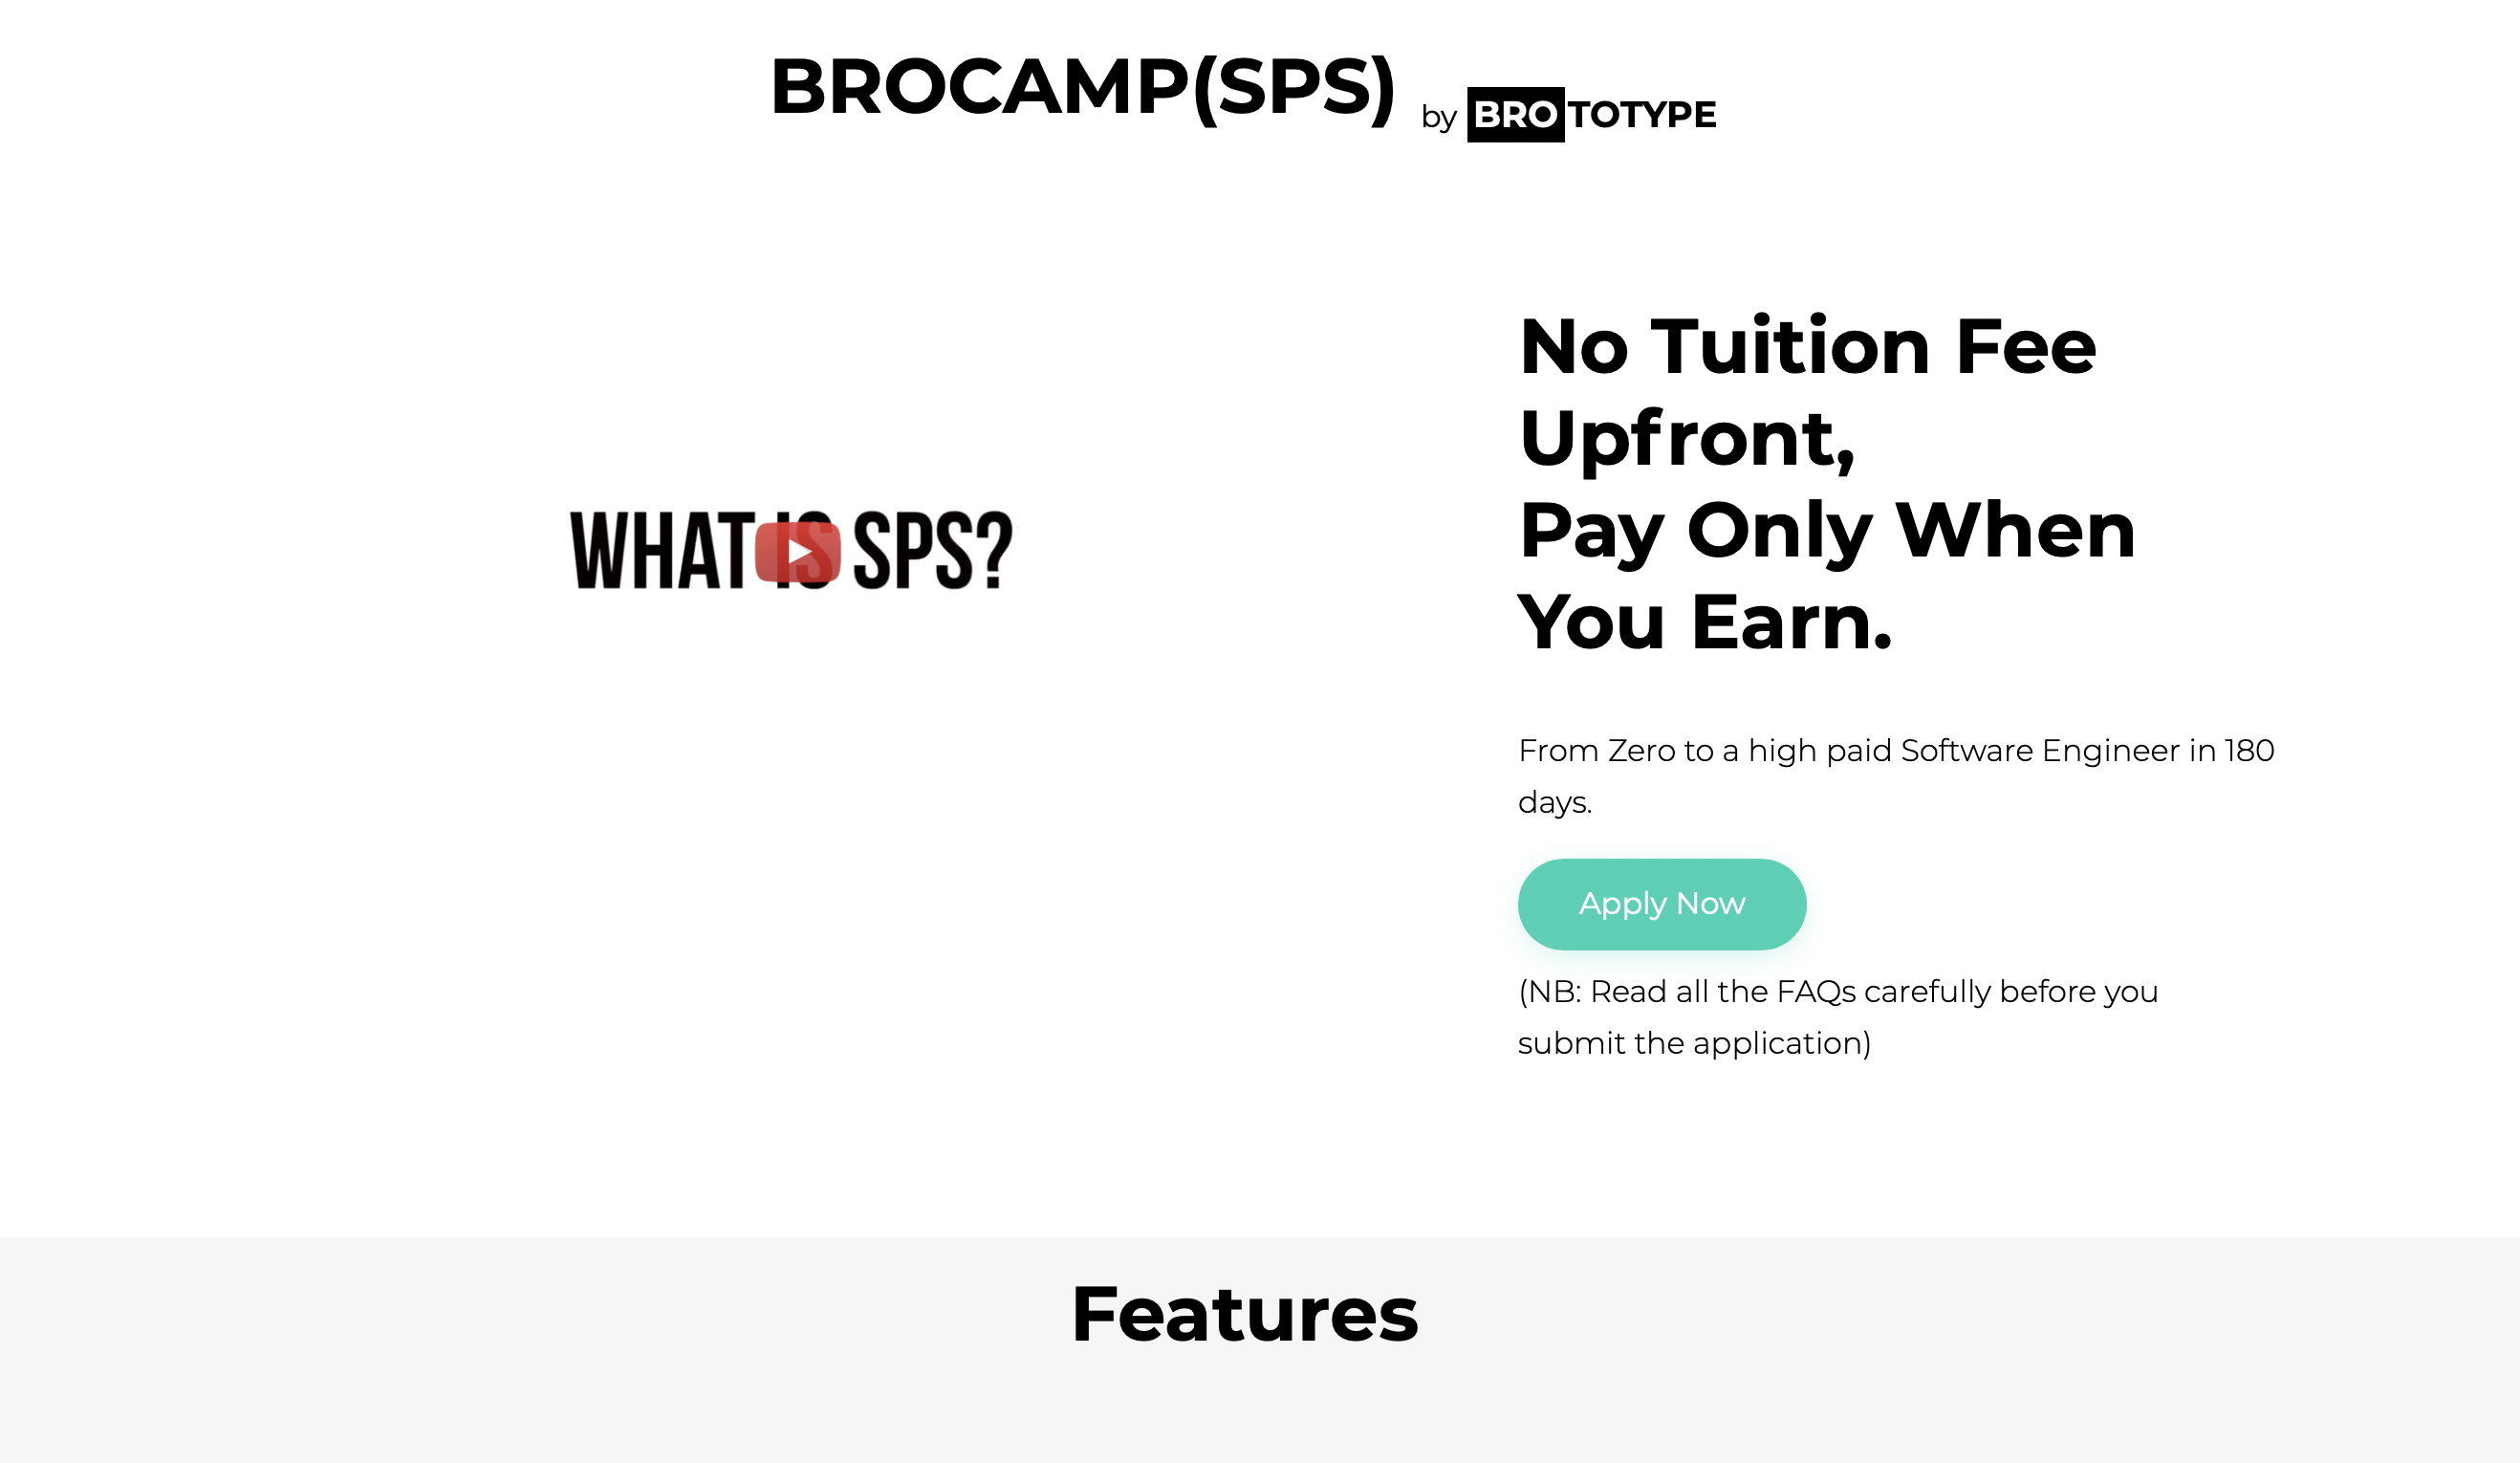 BROCAMP(SPS) by BROTOTYPE
WHAT IS SPS?
No Tuition Fee
Upfront,
Pay Only When
You Earn.
From Zero to a high paid Software Engineer in 180
days.
Apply Now
(NB: Read all the FAQs carefully before you
submit the application)
Features